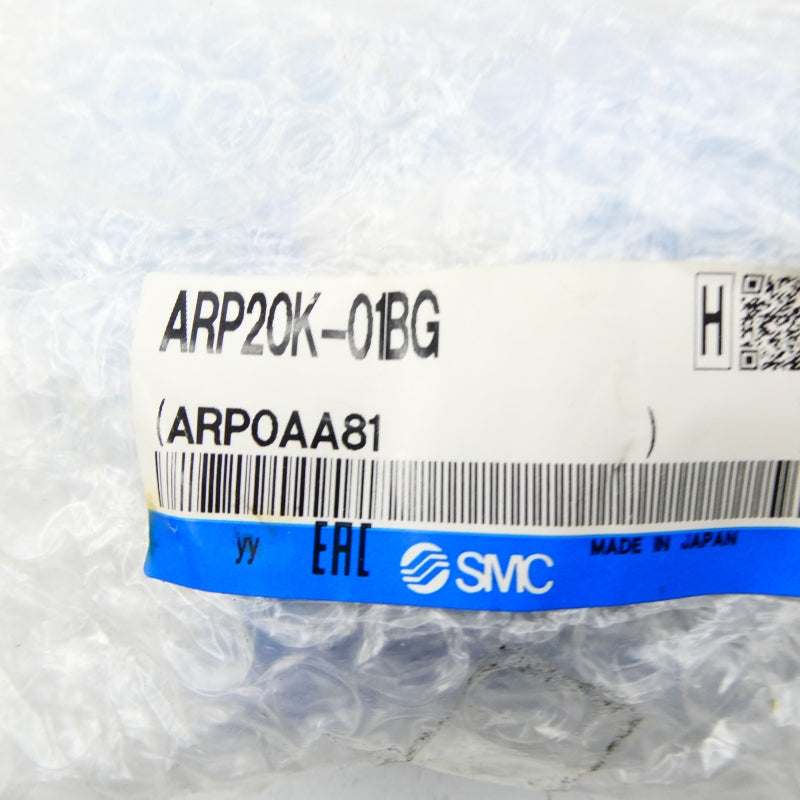 ARP20K-01BG
H
(ARP0AA81 )
yy EAC SMC MADE IN JAPAN